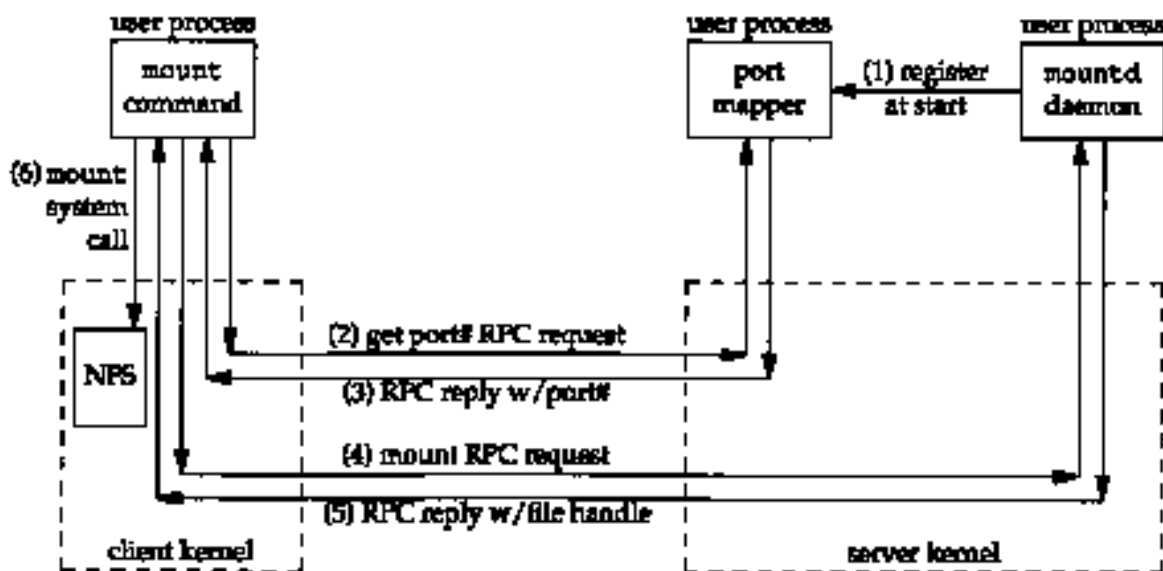 user process
user process
user process
mount
command
port
mapper
(1) register
at start
mountd
daemon
(6) mount
system
call
(2) get port# RPC request
NFS
(3) RPC reply w/port#
(4) mount RPC request
(5) RPC reply w/file handle
client kernel
server kernel